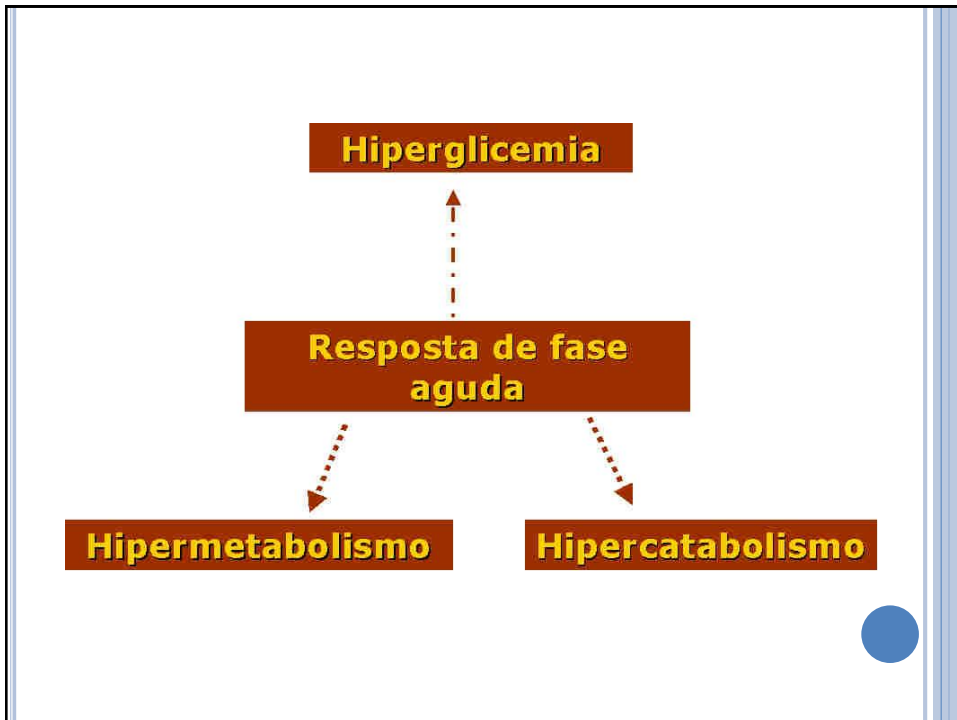 Hiperglicemia
Resposta de fase
aguda
Hipermetabolismo
Hipercatabolismo